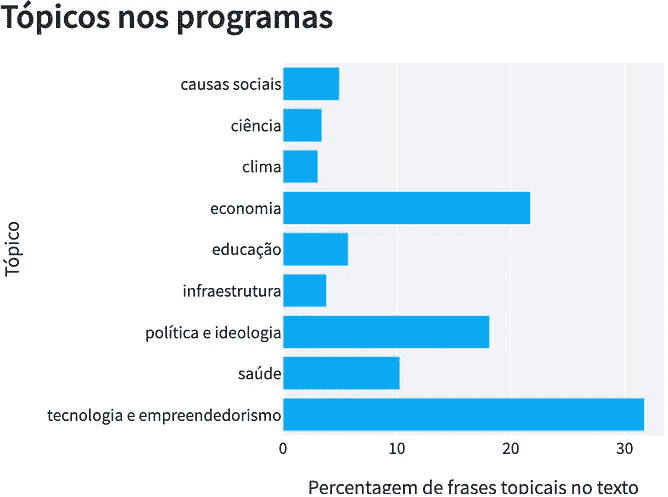 Tópicos nos programas
Tópico
causas sociais
ciência
clima
economia
educação
infraestrutura
política e ideologia
saúde
tecnologia e empreendedorismo
0 10 20 30
Percentagem de frases topicais no texto